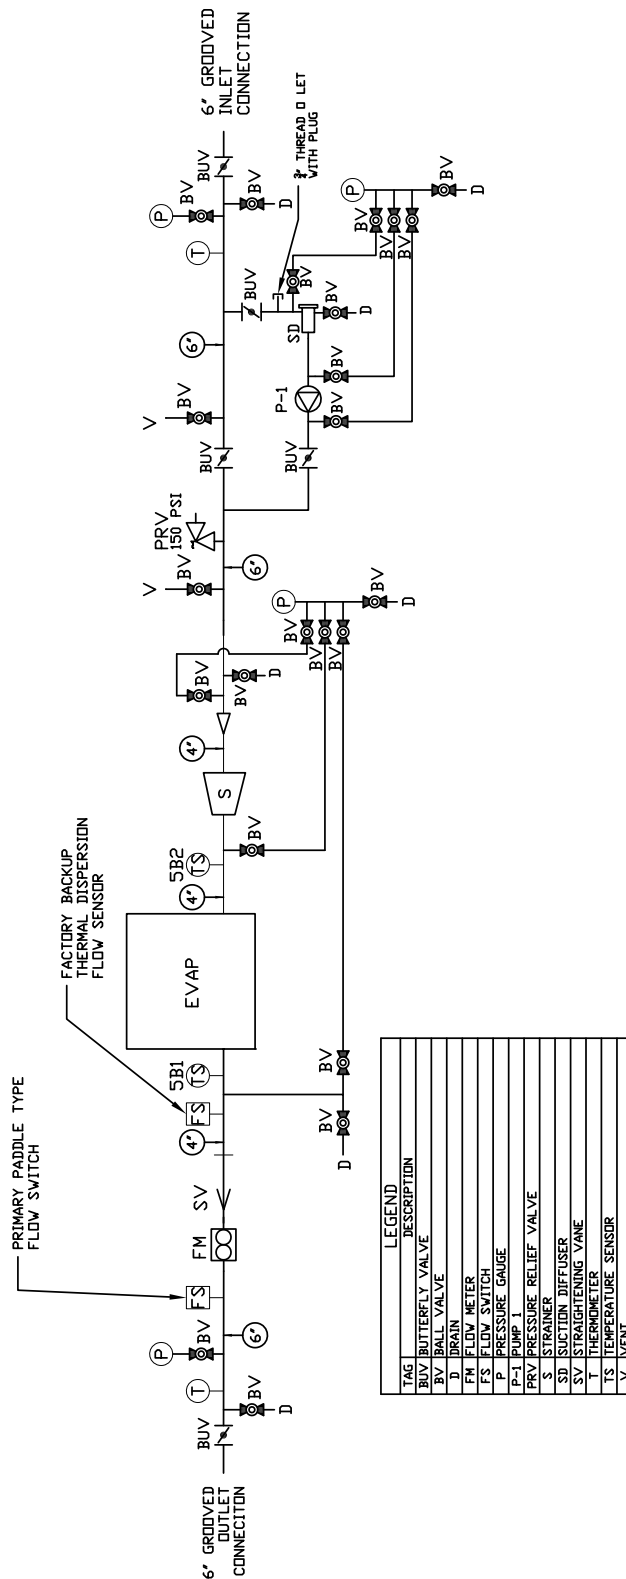 6" GROOVED
INLET
CONNECTION
BUV
P
BV
BV
D
T
3/4" THREAD O LET
WITH PLUG
BUV
BV
6"
SD
BV
D
P
BV
BV
BV
BV
D
V
BV
P-1
BV
BV
BUV
BUV
PRV
150 PSI
6"
V
BV
BV
BV
D
P
BV
BV
BV
BV
D
4"
S
BV
5B2
TS
4"
FACTORY BACKUP
THERMAL DISPERSION
FLOW SENSOR
EVAP
5B1
TS
FS
4"
BV
BV
D
PRIMARY PADDLE TYPE
FLOW SWITCH
SV
FM
FS
6"
P
BV
T
BV
D
BUV
6" GROOVED
OUTLET
CONNECITON
LEGEND
TAG DESCRIPTION
BUV BUTTERFLY VALVE
BV BALL VALVE
D DRAIN
FM FLOW METER
FS FLOW SWITCH
P PRESSURE GAUGE
P-1 PUMP 1
PRV PRESSURE RELIEF VALVE
S STRAINER
SD SUCTION DIFFUSER
SV STRAIGHTENING VANE
T THERMOMETER
TS TEMPERATURE SENSOR
V VENT